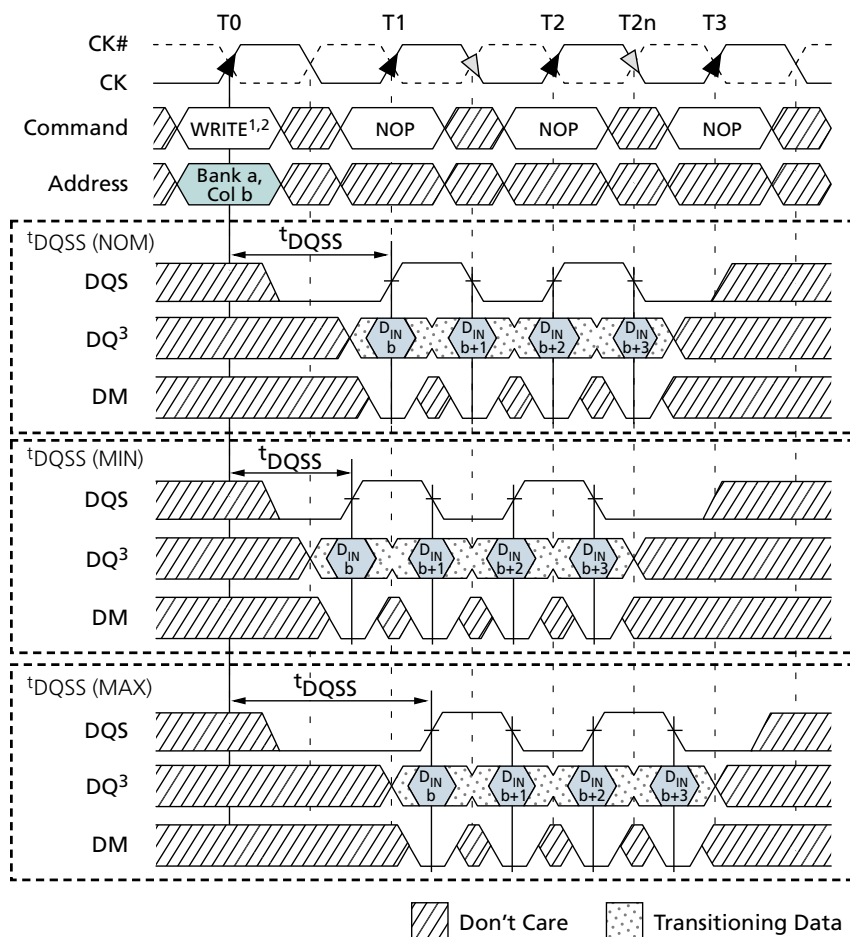 T0 T1 T2 T2n T3
CK#
CK
Command WRITE1,2 NOP NOP NOP
Address Bank a,
Col b
tDQSS (NOM) tDQSS
DQS
DQ3 DIN DIN DIN DIN
b b+1 b+2 b+3
DM
tDQSS (MIN) tDQSS
DQS
DQ3 DIN DIN DIN DIN
b b+1 b+2 b+3
DM
tDQSS (MAX) tDQSS
DQS
DQ3 DIN DIN DIN DIN
b b+1 b+2 b+3
DM
Don't Care Transitioning Data